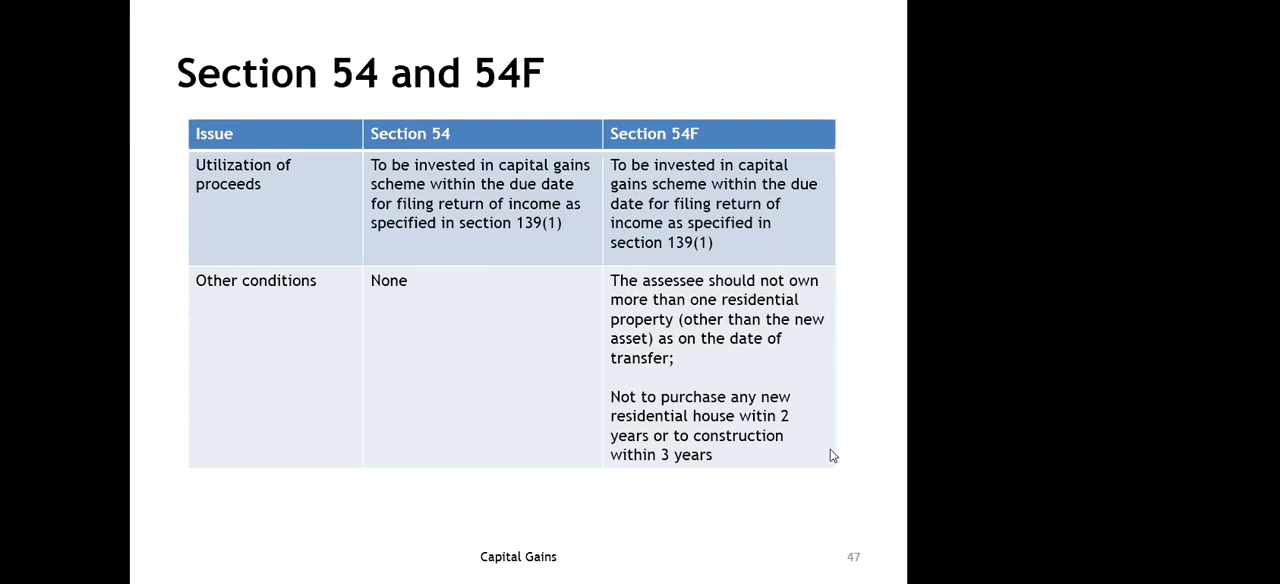 Section 54 and 54F
Issue
Section 54
Section 54F
Utilization of
proceeds
To be invested in capital gains
scheme within the due date
for filing return of income as
specified in section 139(1)
To be invested in capital
gains scheme within the due
date for filing return of
income as specified in
section 139(1)
Other conditions
None
The assessee should not own
more than one residential
property (other than the new
asset) as on the date of
transfer;
Not to purchase any new
residential house witin 2
years or to construction
within 3 years
Capital Gains
47